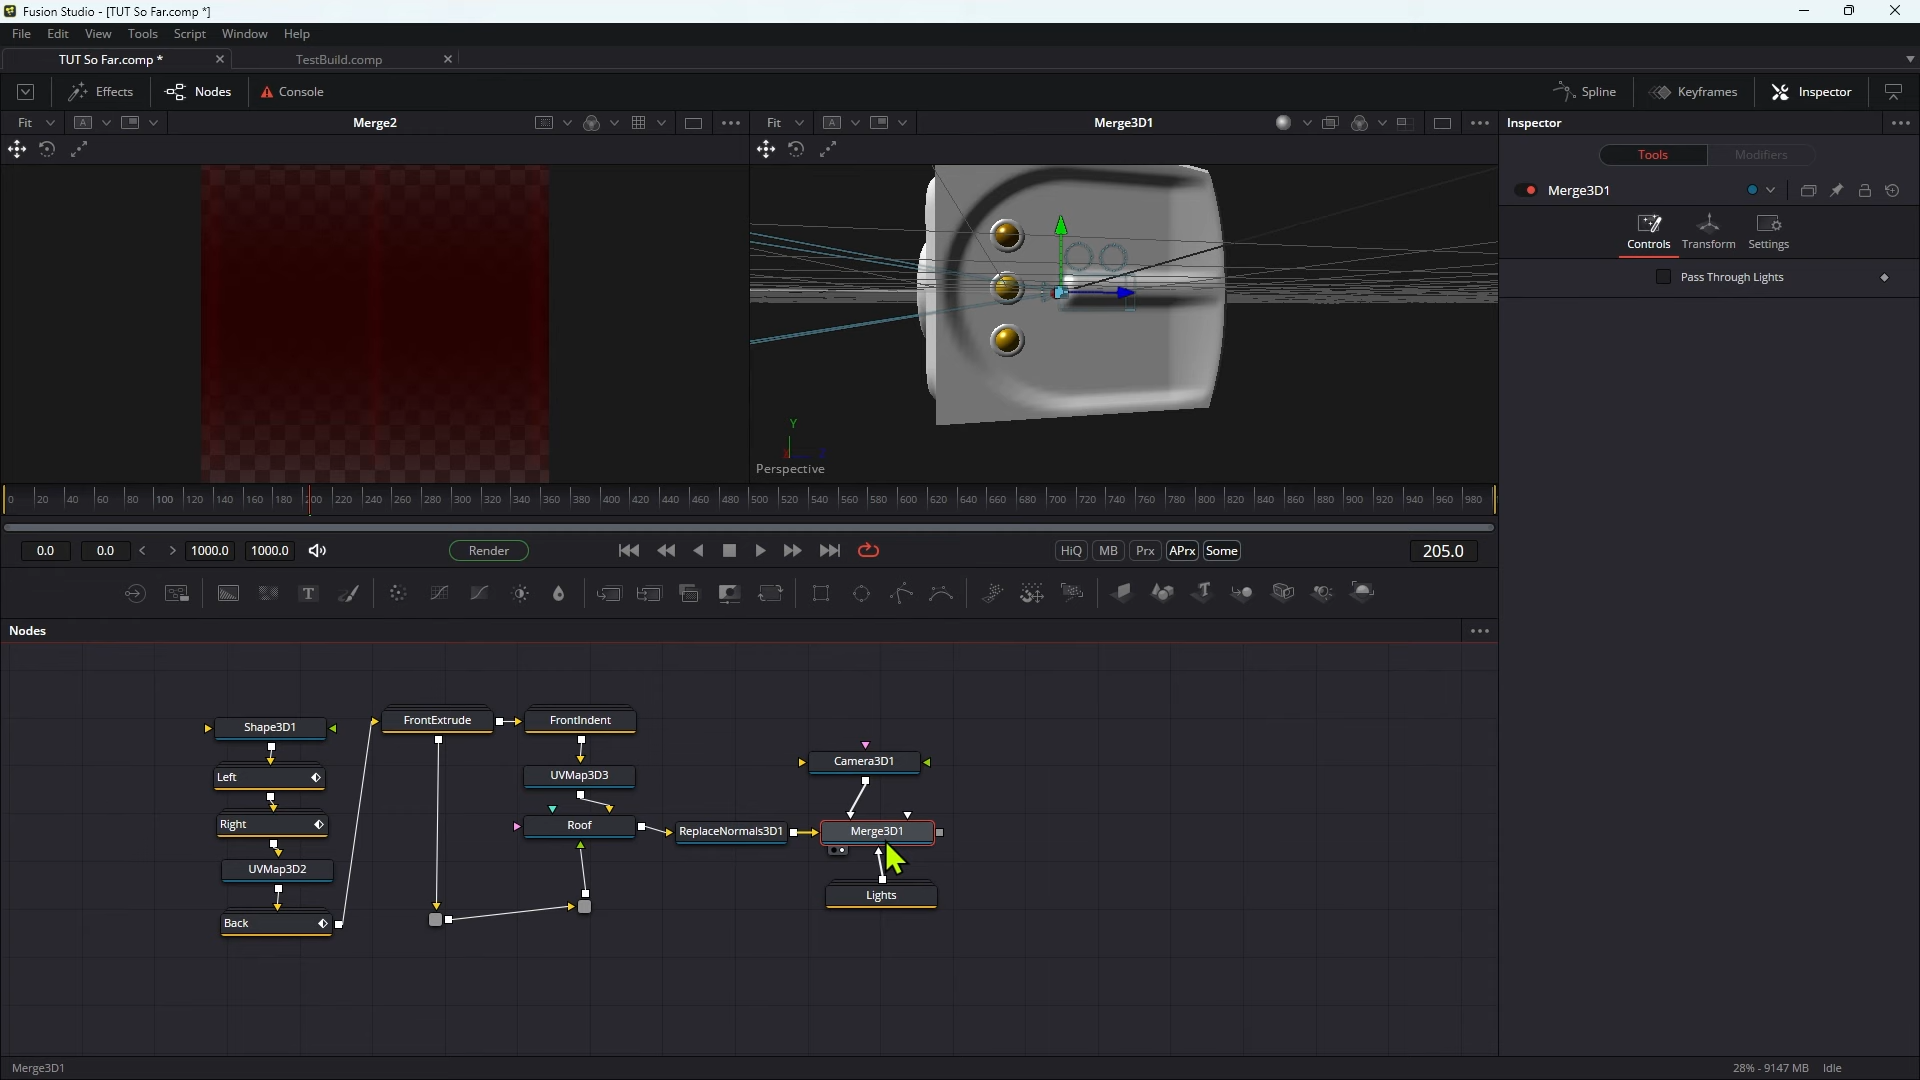 Fusion Studio - [TUT So Far.comp *]
File Edit View Tools Script Window Help
TUT So Far.comp *
TestBuild.comp
Effects
Nodes
Console
Spline
Keyframes
Inspector
Fit
A
Merge2
Fit
A
Merge3D1
Inspector
Tools
Modifiers
Merge3D1
Controls
Transform
Settings
Pass Through Lights
Y
Perspective
0 20 40 60 80 100 120 140 160 180 200 220 240 260 280 300 320 340 360 380 400 420 440 460 480 500 520 540 560 580 600 620 640 660 680 700 720 740 760 780 800 820 840 860 880 900 920 940 960 980
0.0
0.0
< >
1000.0
1000.0
Render
HiQ
MB
Prx
APrx
Some
205.0
T
Nodes
Shape3D1
Left
Right
UVMap3D2
Back
FrontExtrude
FrontIndent
UVMap3D3
Roof
ReplaceNormals3D1
Camera3D1
Merge3D1
Lights
Merge3D1
28% - 9147 MB
Idle